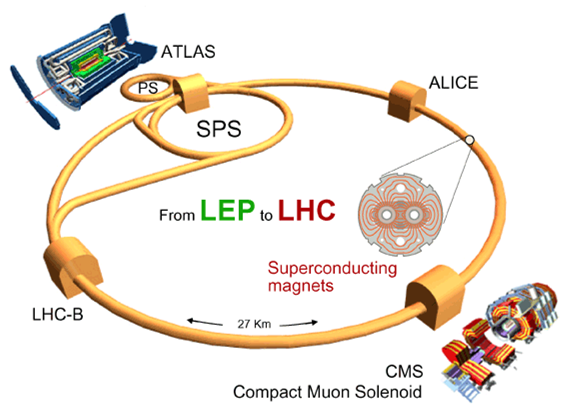 ATLAS
PS
ALICE
SPS
From LEP to LHC
Superconducting
magnets
LHC-B
27 Km
CMS
Compact Muon Solenoid